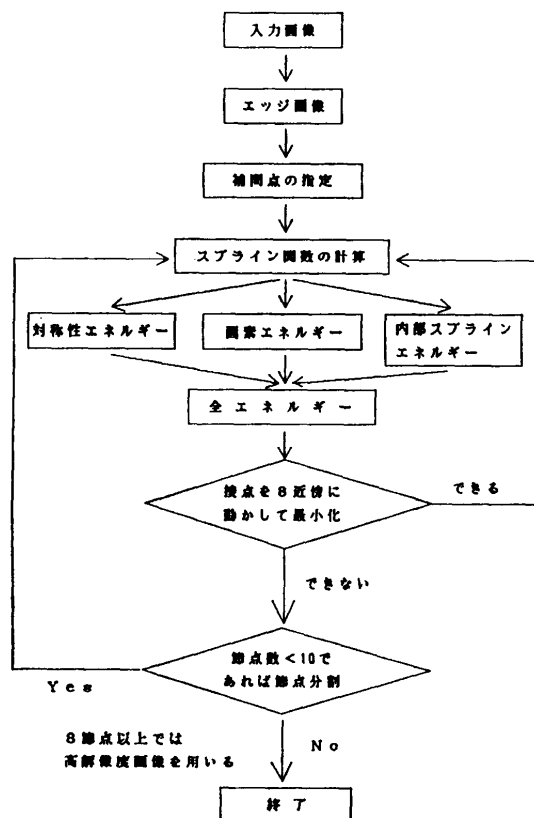 入力画像
エッジ画像
補間点の指定
スプライン関数の計算
対称性エネルギー
画素エネルギー
内部スプライン
エネルギー
全エネルギー
接点を8近傍に
動かして最小化
できる
できない
節点数<10で
あれば節点分割
Yes
8節点以上では
高解像度画像を用いる
No
終了